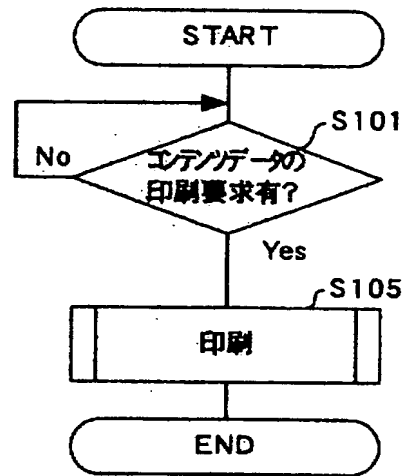 START
S101
No
コンテンツデータの
印刷要求有?
Yes
S105
印刷
END